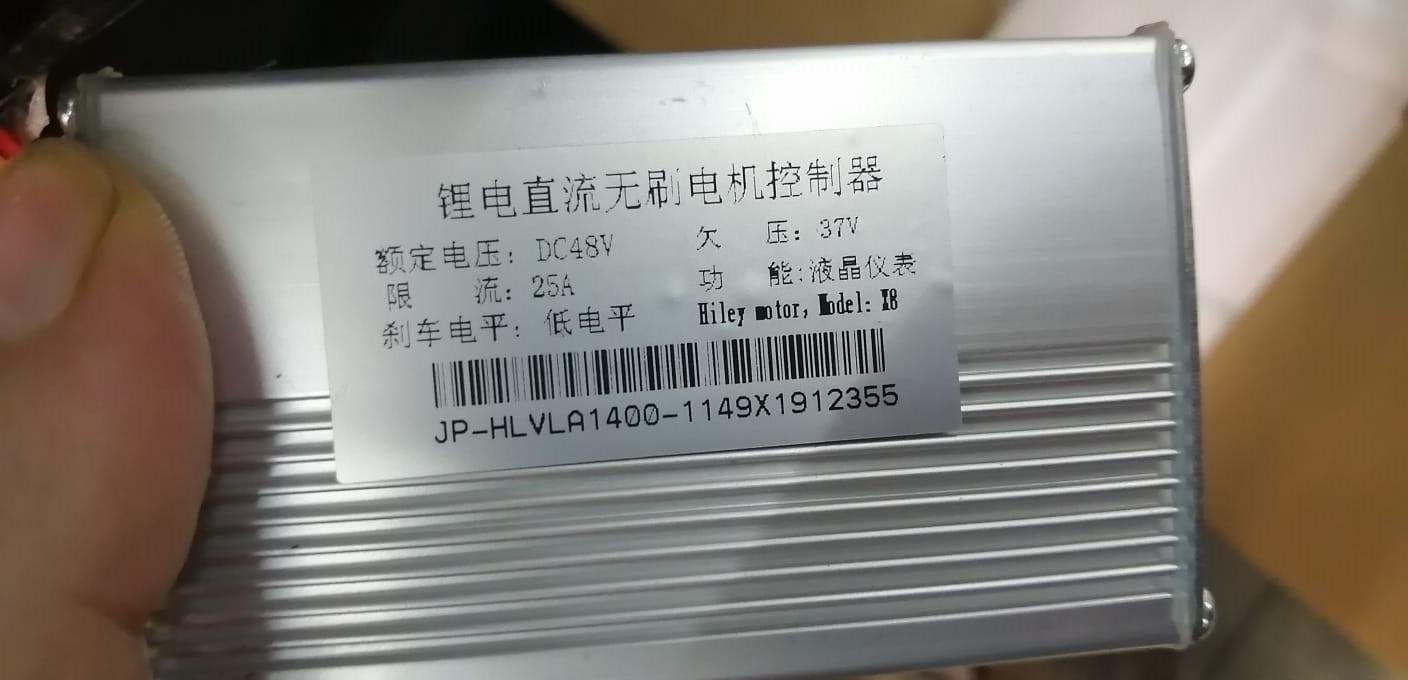 锂电直流无刷电机控制器
额定电压: DC48V 欠 压: 37V
限 流: 25A 功 能:液晶仪表
刹车电平: 低电平 Hiley motor, Model: X8
JP-HLVLA1400-1149X1912355